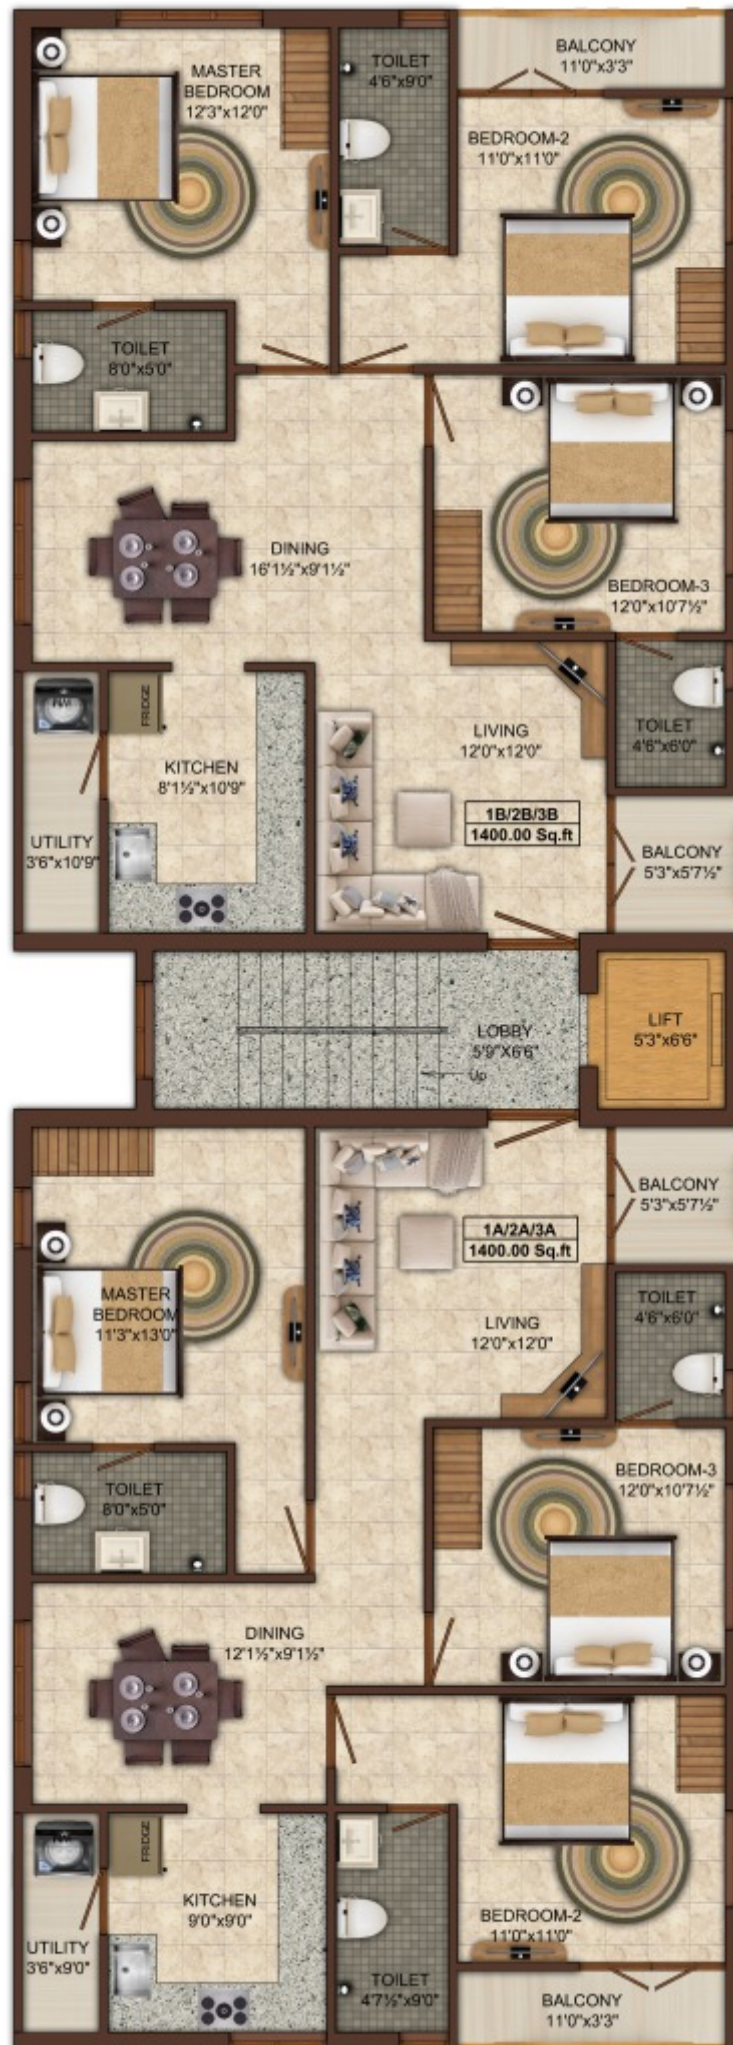 MASTER
BEDROOM
12'3"x12'0"
TOILET
4'6"x9'0"
BALCONY
11'0"x3'3"
BEDROOM-2
11'0"x11'0"
TOILET
8'0"x5'0"
DINING
16'1½"x9'1½"
BEDROOM-3
12'0"x10'7½"
FRIDGE
KITCHEN
8'1½"x10'9"
LIVING
12'0"x12'0"
TOILET
4'6"x6'0"
1B/2B/3B
1400.00 Sq.ft
UTILITY
3'6"x10'9"
BALCONY
5'3"x5'7½"
LOBBY
5'9"X6'6"
Up
LIFT
5'3"x6'6"
BALCONY
5'3"x5'7½"
1A/2A/3A
1400.00 Sq.ft
MASTER
BEDROOM
11'3"x13'0"
LIVING
12'0"x12'0"
TOILET
4'6"x6'0"
TOILET
8'0"x5'0"
BEDROOM-3
12'0"x10'7½"
DINING
12'1½"x9'1½"
FRIDGE
KITCHEN
9'0"x9'0"
BEDROOM-2
11'0"x11'0"
UTILITY
3'6"x9'0"
TOILET
4'7½"x9'0"
BALCONY
11'0"x3'3"